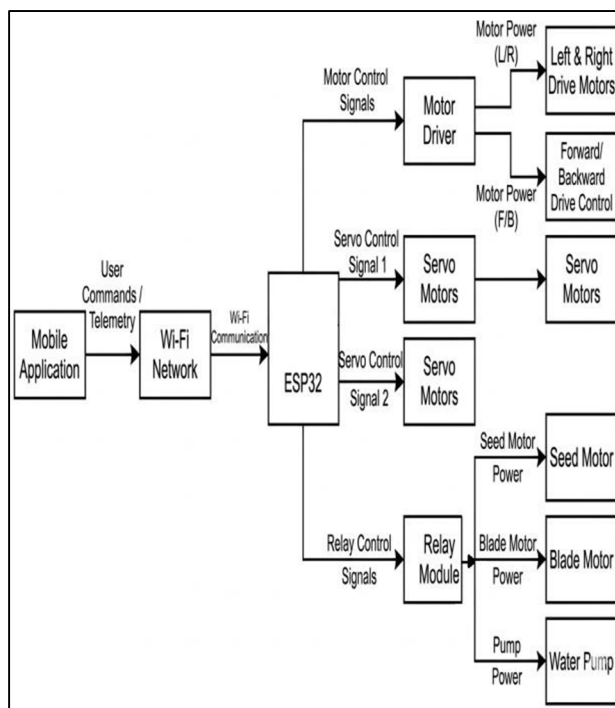 Motor Power
(L/R)
Left & Right
Drive Motors
Motor Control
Signals
Motor
Driver
Forward/
Backward
Drive Control
Motor Power
(F/B)
Servo Control
Signal 1
Servo
Motors
Servo
Motors
User
Commands /
Telemetry
Mobile
Application
Wi-Fi
Network
Wi-Fi
Communication
ESP32
Servo Control
Signal 2
Servo
Motors
Seed Motor
Power
Seed Motor
Relay Control
Signals
Relay
Module
Blade Motor
Power
Blade Motor
Pump
Power
Water Pump